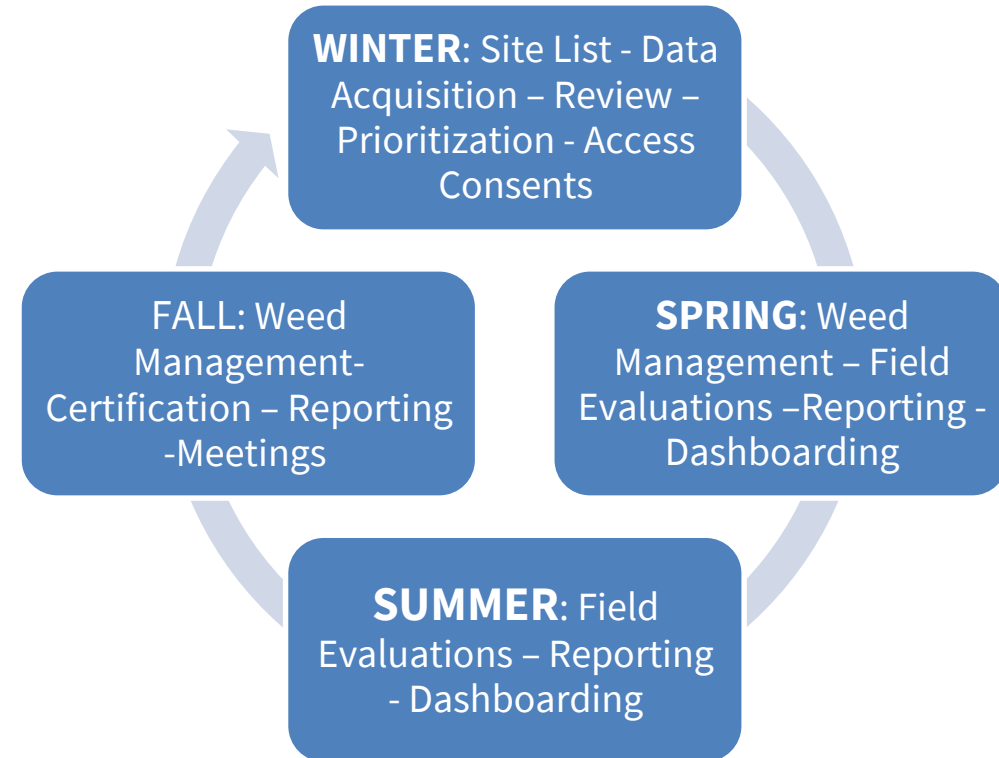 WINTER: Site List - Data
Acquisition – Review –
Prioritization - Access
Consents
SPRING: Weed
Management – Field
Evaluations –Reporting -
Dashboarding
SUMMER: Field
Evaluations – Reporting
- Dashboarding
FALL: Weed
Management-
Certification – Reporting
-Meetings